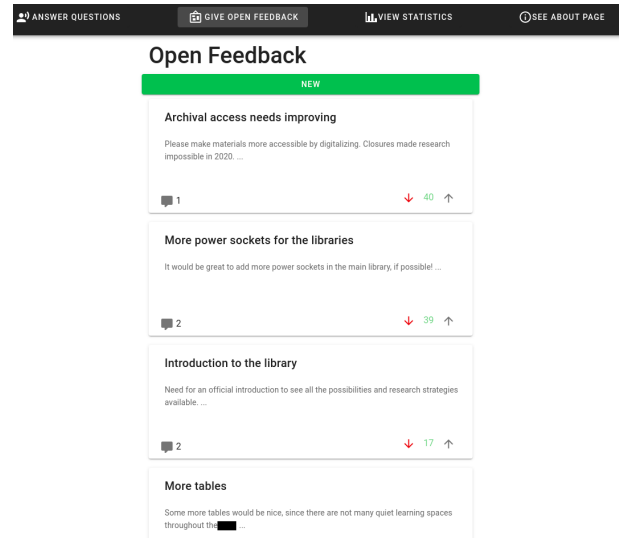 ANSWER QUESTIONS
GIVE OPEN FEEDBACK
VIEW STATISTICS
SEE ABOUT PAGE
Open Feedback
NEW
Archival access needs improving
Please make materials more accessible by digitalizing. Closures made research
impossible in 2020. ...
1
40
More power sockets for the libraries
It would be great to add more power sockets in the main library, if possible! ...
2
39
Introduction to the library
Need for an official introduction to see all the possibilities and research strategies
available. ...
2
17
More tables
Some more tables would be nice, since there are not many quiet learning spaces
throughout the ...